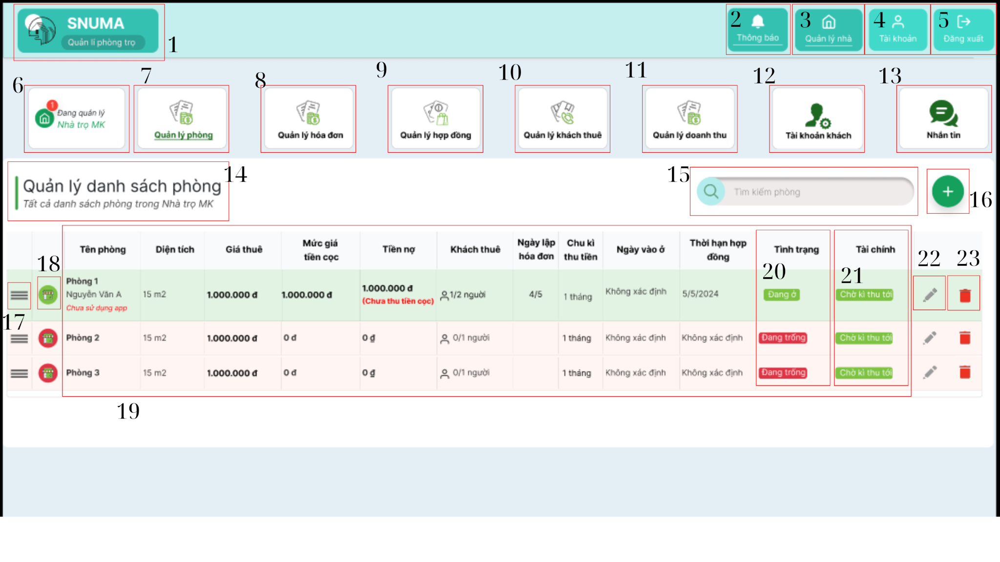 SNUMA
Quản lí phòng trọ
1
2
Thông báo
3
Quản lý nhà
4
Tài khoản
5
Đăng xuất
6
1
Đang quản lý
Nhà trọ MK
7
Quản lý phòng
8
Quản lý hóa đơn
9
Quản lý hợp đồng
10
Quản lý khách thuê
11
Quản lý doanh thu
12
Tài khoản khách
13
Nhắn tin
Quản lý danh sách phòng
Tất cả danh sách phòng trong Nhà trọ MK
14
15
Tìm kiếm phòng
+
16
Tên phòng
Diện tích
Giá thuê
Mức giá
tiền cọc
Tiền nợ
Khách thuê
Ngày lập
hóa đơn
Chu kì
thu tiền
Ngày vào ở
Thời hạn hợp
đồng
Tình trạng
Tài chính
17
18
19
20
21
22
23
Phòng 1
Nguyễn Văn A
Chưa sử dụng app
15 m2
1.000.000 đ
1.000.000 đ
1.000.000 đ
(Chưa thu tiền cọc)
1/2 người
4/5
1 tháng
Không xác định
5/5/2024
Đang ở
Chờ kì thu tới
Phòng 2
15 m2
1.000.000 đ
0 đ
0 ₫
0/1 người
1 tháng
Không xác định
Không xác định
Đang trống
Chờ kì thu tới
Phòng 3
15 m2
1.000.000 đ
0 đ
0 ₫
0/1 người
1 tháng
Không xác định
Không xác định
Đang trống
Chờ kì thu tới